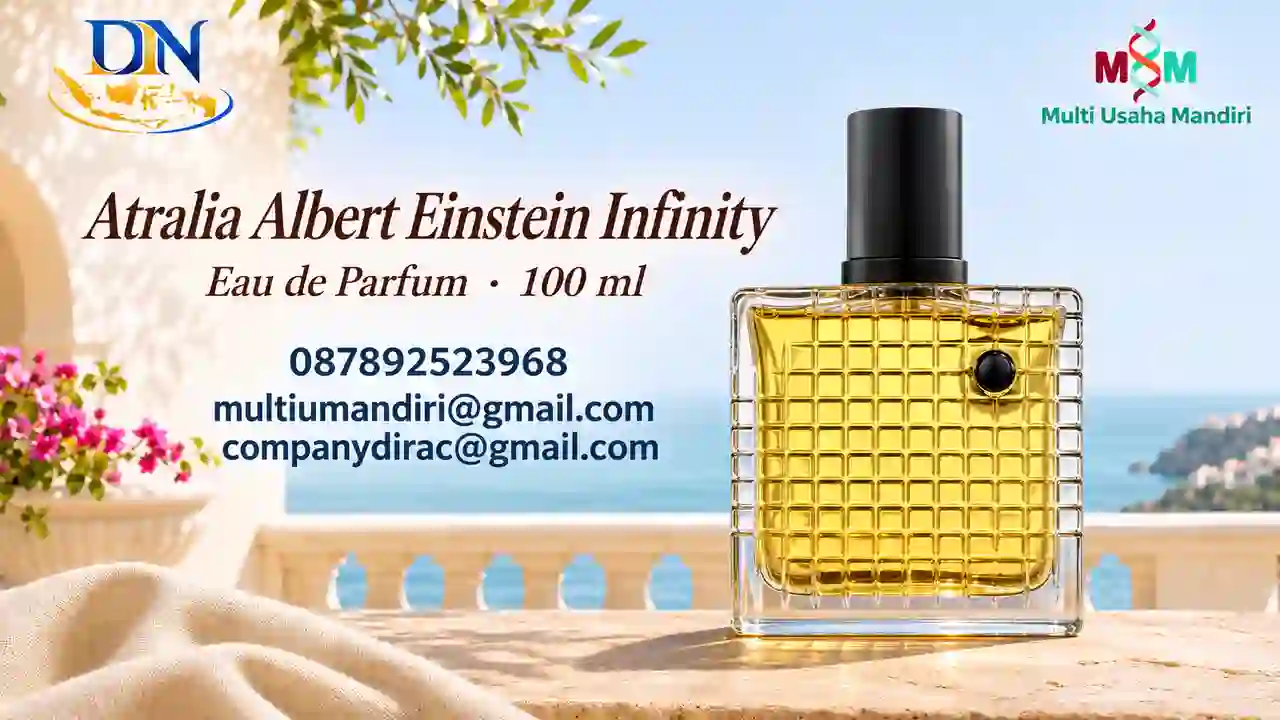 DN
MSM
Multi Usaha Mandiri
Atralia Albert Einstein Infinity
Eau de Parfum · 100 ml
087892523968
multiumandiri@gmail.com
companydirac@gmail.com